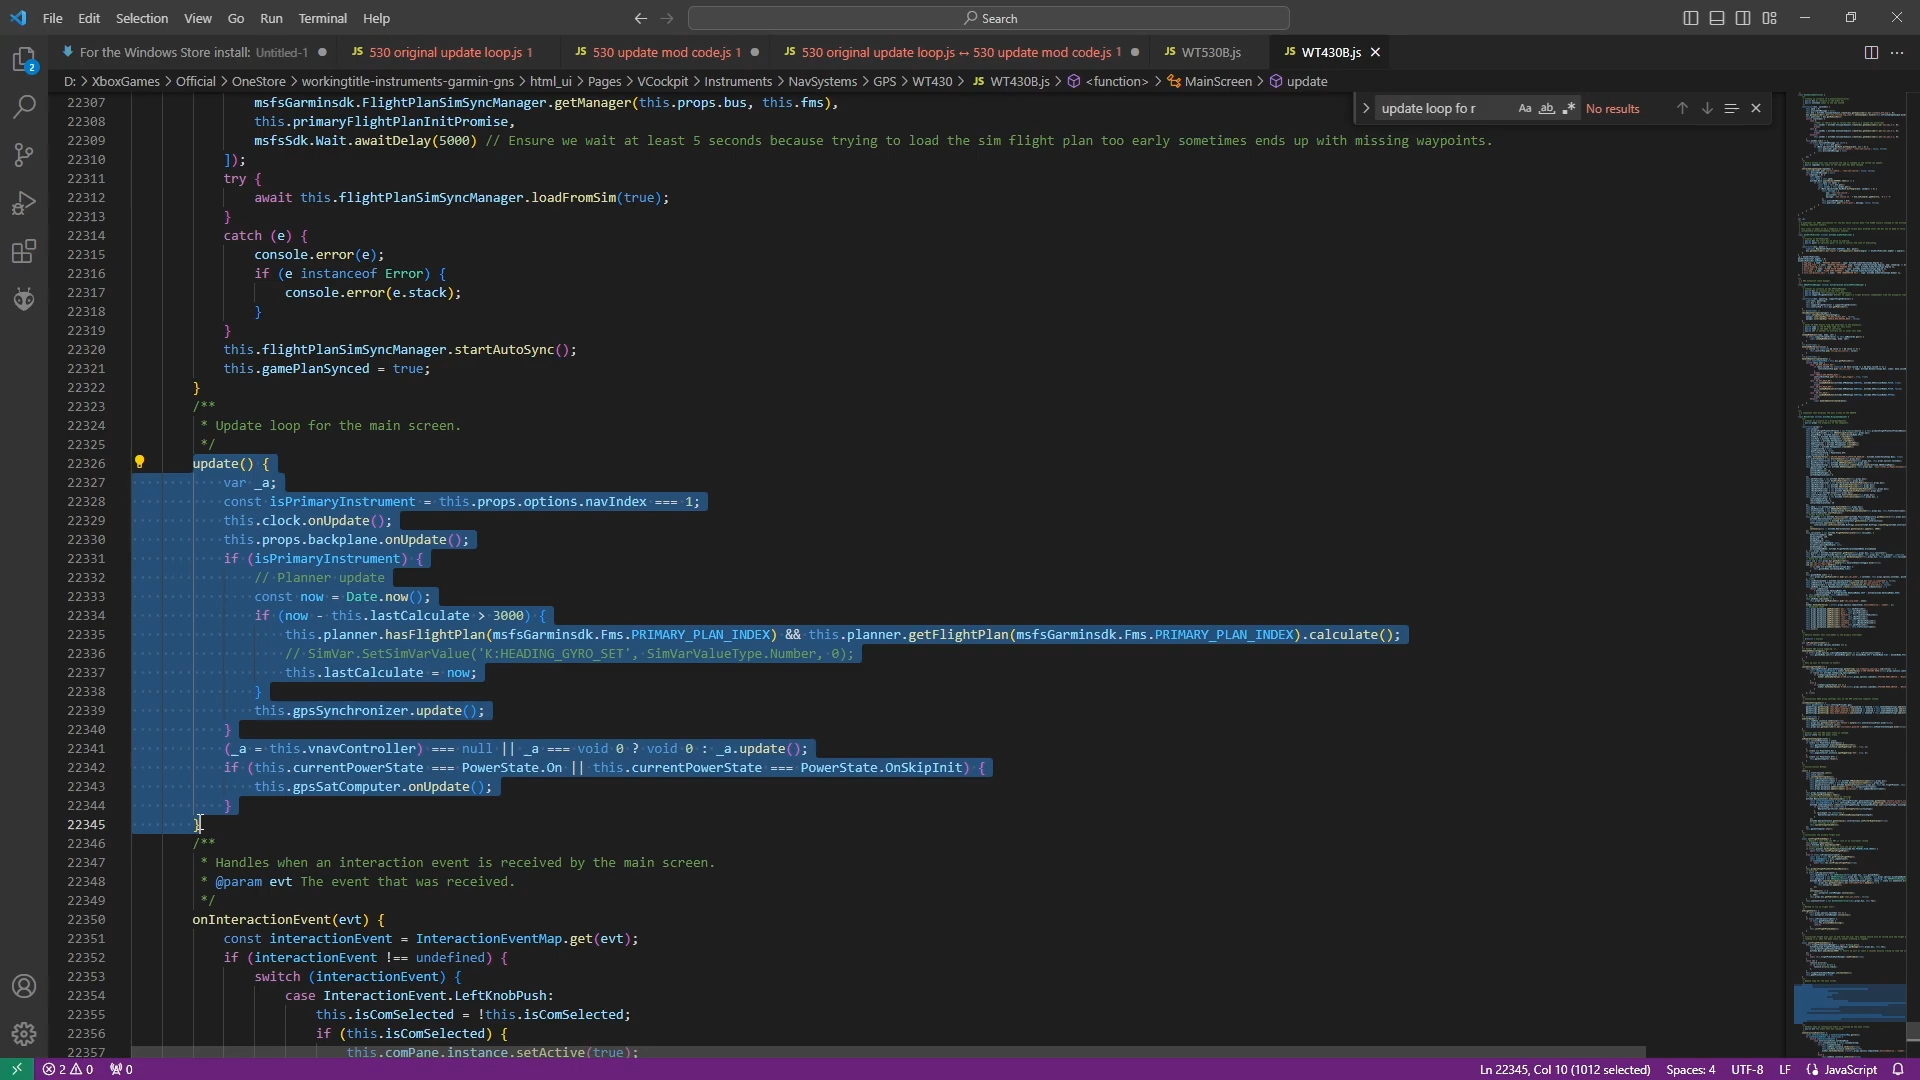 File Edit Selection View Go Run Terminal Help
Search
For the Windows Store install: Untitled-1
JS 530 original update loop.js 1
JS 530 update mod code.js 1
JS 530 original update loop.js ↔ 530 update mod code.js 1
JS WT530B.js
JS WT430B.js
D: > XboxGames > Official > OneStore > workingtitle-instruments-garmin-gns > html_ui > Pages > VCockpit > Instruments > NavSystems > GPS > WT430 > JS WT430B.js > <function> > MainScreen > update
update loop fo r Aa ab .* No results
2
22307 msfsGarminsdk.FlightPlanSimSyncManager.getManager(this.props.bus, this.fms),
22308 this.primaryFlightPlanInitPromise,
22309 msfsSdk.Wait.awaitDelay(5000) // Ensure we wait at least 5 seconds because trying to load the sim flight plan too early sometimes ends up with missing waypoints.
22310 ]);
22311 try {
22312 await this.flightPlanSimSyncManager.loadFromSim(true);
22313 }
22314 catch (e) {
22315 console.error(e);
22316 if (e instanceof Error) {
22317 console.error(e.stack);
22318 }
22319 }
22320 this.flightPlanSimSyncManager.startAutoSync();
22321 this.gamePlanSynced = true;
22322 }
22323 /**
22324 * Update loop for the main screen.
22325 */
22326 update() {
22327 var _a;
22328 const isPrimaryInstrument = this.props.options.navIndex === 1;
22329 this.clock.onUpdate();
22330 this.props.backplane.onUpdate();
22331 if (isPrimaryInstrument) {
22332 // Planner update
22333 const now = Date.now();
22334 if (now - this.lastCalculate > 3000) {
22335 this.planner.hasFlightPlan(msfsGarminsdk.Fms.PRIMARY_PLAN_INDEX) && this.planner.getFlightPlan(msfsGarminsdk.Fms.PRIMARY_PLAN_INDEX).calculate();
22336 // SimVar.SetSimVarValue('K:HEADING_GYRO_SET', SimVarValueType.Number, 0);
22337 this.lastCalculate = now;
22338 }
22339 this.gpsSynchronizer.update();
22340 }
22341 (_a = this.vnavController) === null || _a === void 0 ? void 0 : _a.update();
22342 if (this.currentPowerState === PowerState.On || this.currentPowerState === PowerState.OnSkipInit) {
22343 this.gpsSatComputer.onUpdate();
22344 }
22345 }
22346 /**
22347 * Handles when an interaction event is received by the main screen.
22348 * @param evt The event that was received.
22349 */
22350 onInteractionEvent(evt) {
22351 const interactionEvent = InteractionEventMap.get(evt);
22352 if (interactionEvent !== undefined) {
22353 switch (interactionEvent) {
22354 case InteractionEvent.LeftKnobPush:
22355 this.isComSelected = !this.isComSelected;
22356 if (this.isComSelected) {
22357 this.comPane.instance.setActive(true);
2 0 0 Ln 22345, Col 10 (1012 selected) Spaces: 4 UTF-8 LF {} JavaScript